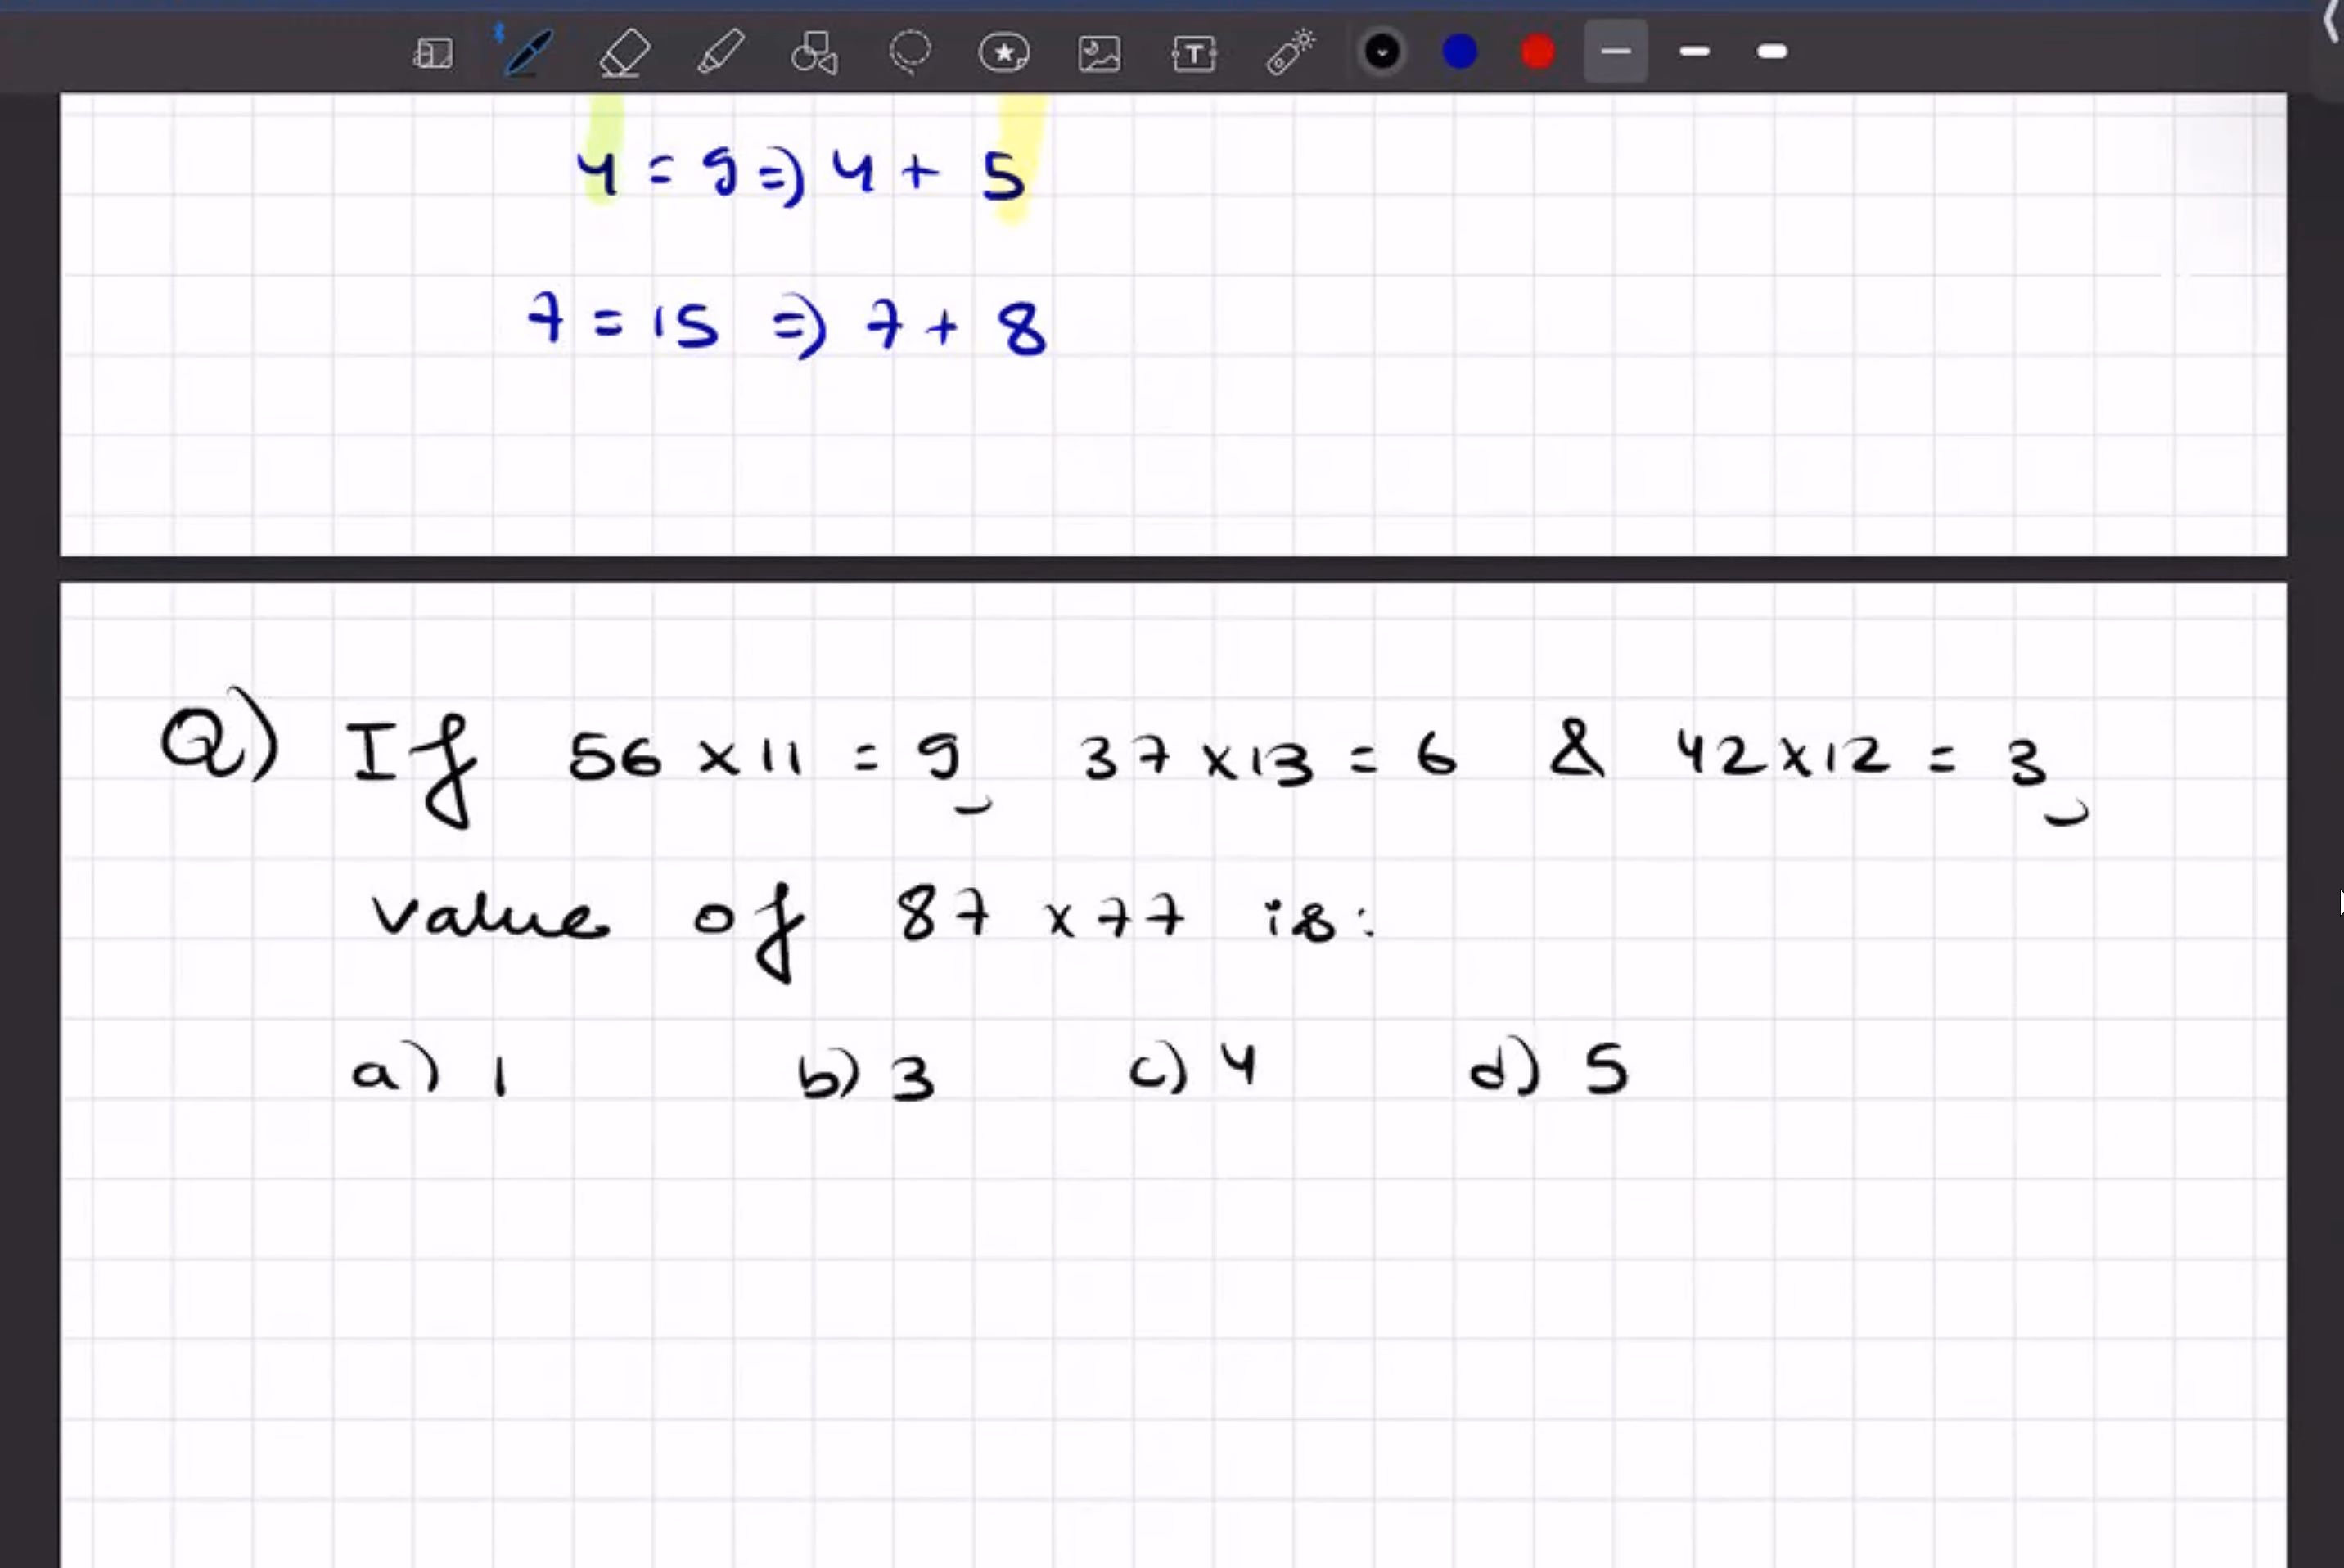 4 = 9 => 4 + 5
7 = 15 => 7 + 8
Q) If 56 x 11 = 9, 37 x 13 = 6 & 42 x 12 = 3,
value of 87 x 77 is:
a) 1 b) 3 c) 4 d) 5